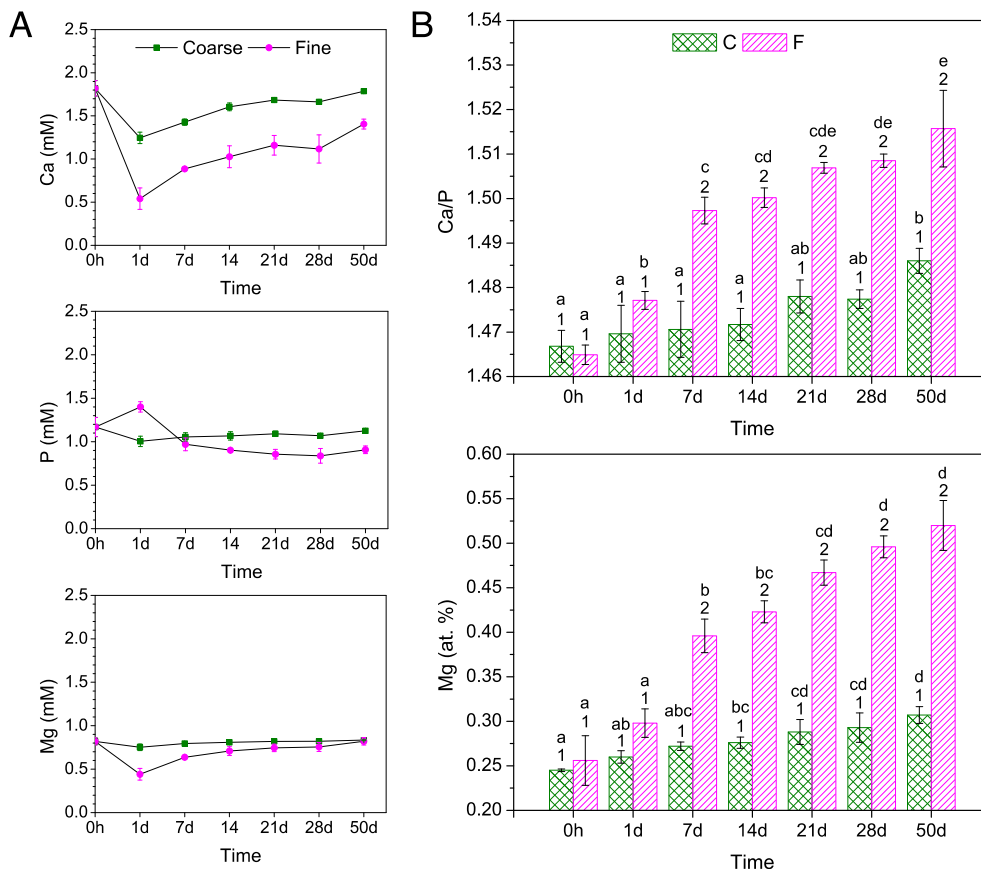 A
Coarse Fine
2.5
2.0
1.5
1.0
0.5
0.0
Ca (mM)
0h 1d 7d 14 21d 28d 50d
Time
2.5
2.0
1.5
1.0
0.5
0.0
P (mM)
0h 1d 7d 14 21d 28d 50d
Time
2.5
2.0
1.5
1.0
0.5
0.0
Mg (mM)
0h 1d 7d 14 21d 28d 50d
Time
B
C F
1.54
1.53
1.52
1.51
1.50
1.49
1.48
1.47
1.46
Ca/P
a a a b a c a cd ab cde ab de b e
1 1 1 1 1 2 1 2 1 2 1 2 1 2
0h 1d 7d 14d 21d 28d 50d
Time
0.60
0.55
0.50
0.45
0.40
0.35
0.30
0.25
0.20
Mg (at. %)
a a ab a abc b bc bc cd cd cd d d d
1 1 1 1 1 2 1 2 1 2 1 2 1 2
0h 1d 7d 14d 21d 28d 50d
Time